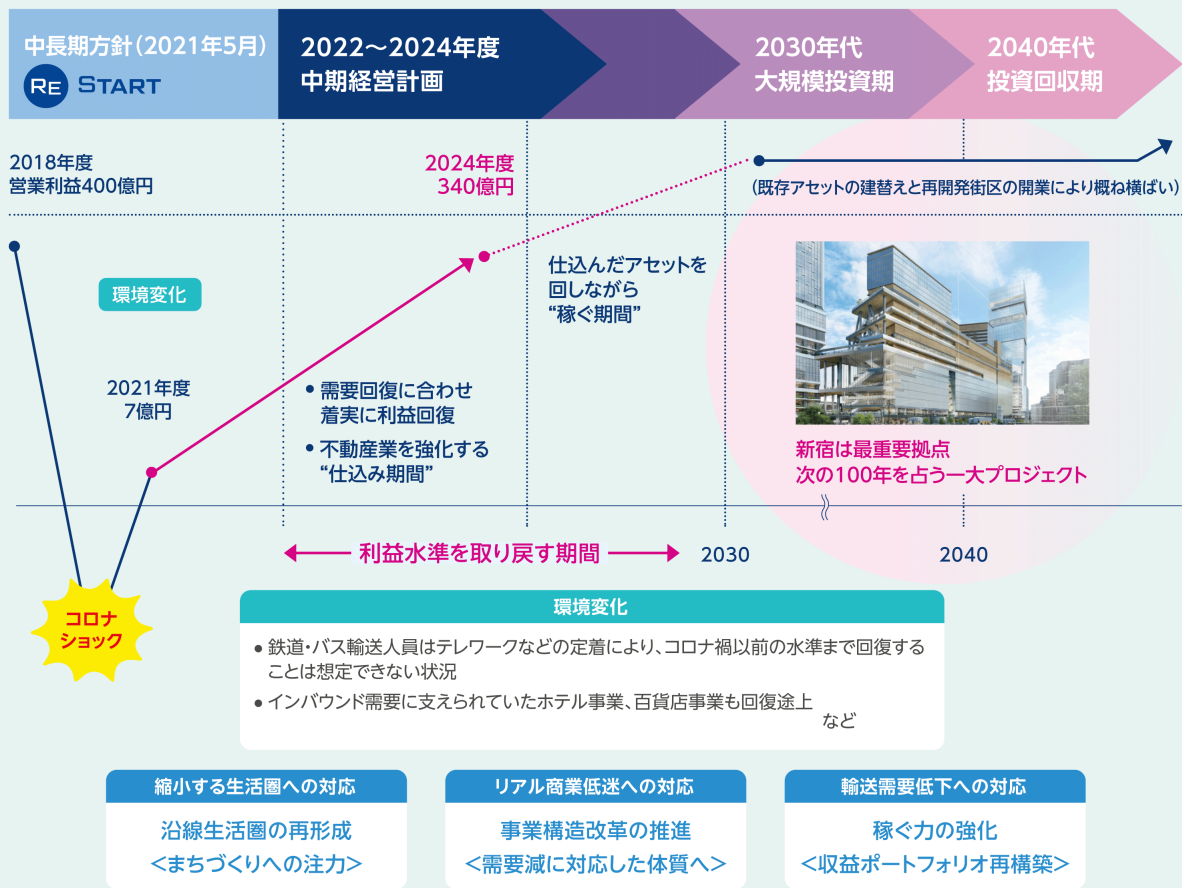 中長期方針(2021年5月)
RE START
2022～2024年度
中期経営計画
2030年代
大規模投資期
2040年代
投資回収期
2018年度
営業利益400億円
2024年度
340億円
(既存アセットの建替えと再開発街区の開業により概ね横ばい)
環境変化
2021年度
7億円
仕込んだアセットを
回しながら
“稼ぐ期間”
• 需要回復に合わせ
着実に利益回復
• 不動産業を強化する
“仕込み期間”
新宿は最重要拠点
次の100年を占う一大プロジェクト
利益水準を取り戻す期間
2030
2040
コロナ
ショック
環境変化
• 鉄道・バス輸送人員はテレワークなどの定着により、コロナ禍以前の水準まで回復する
ことは想定できない状況
• インバウンド需要に支えられていたホテル事業、百貨店事業も回復途上
など
縮小する生活圏への対応
沿線生活圏の再形成
<まちづくりへの注力>
リアル商業低迷への対応
事業構造改革の推進
<需要減に対応した体質へ>
輸送需要低下への対応
稼ぐ力の強化
<収益ポートフォリオ再構築>